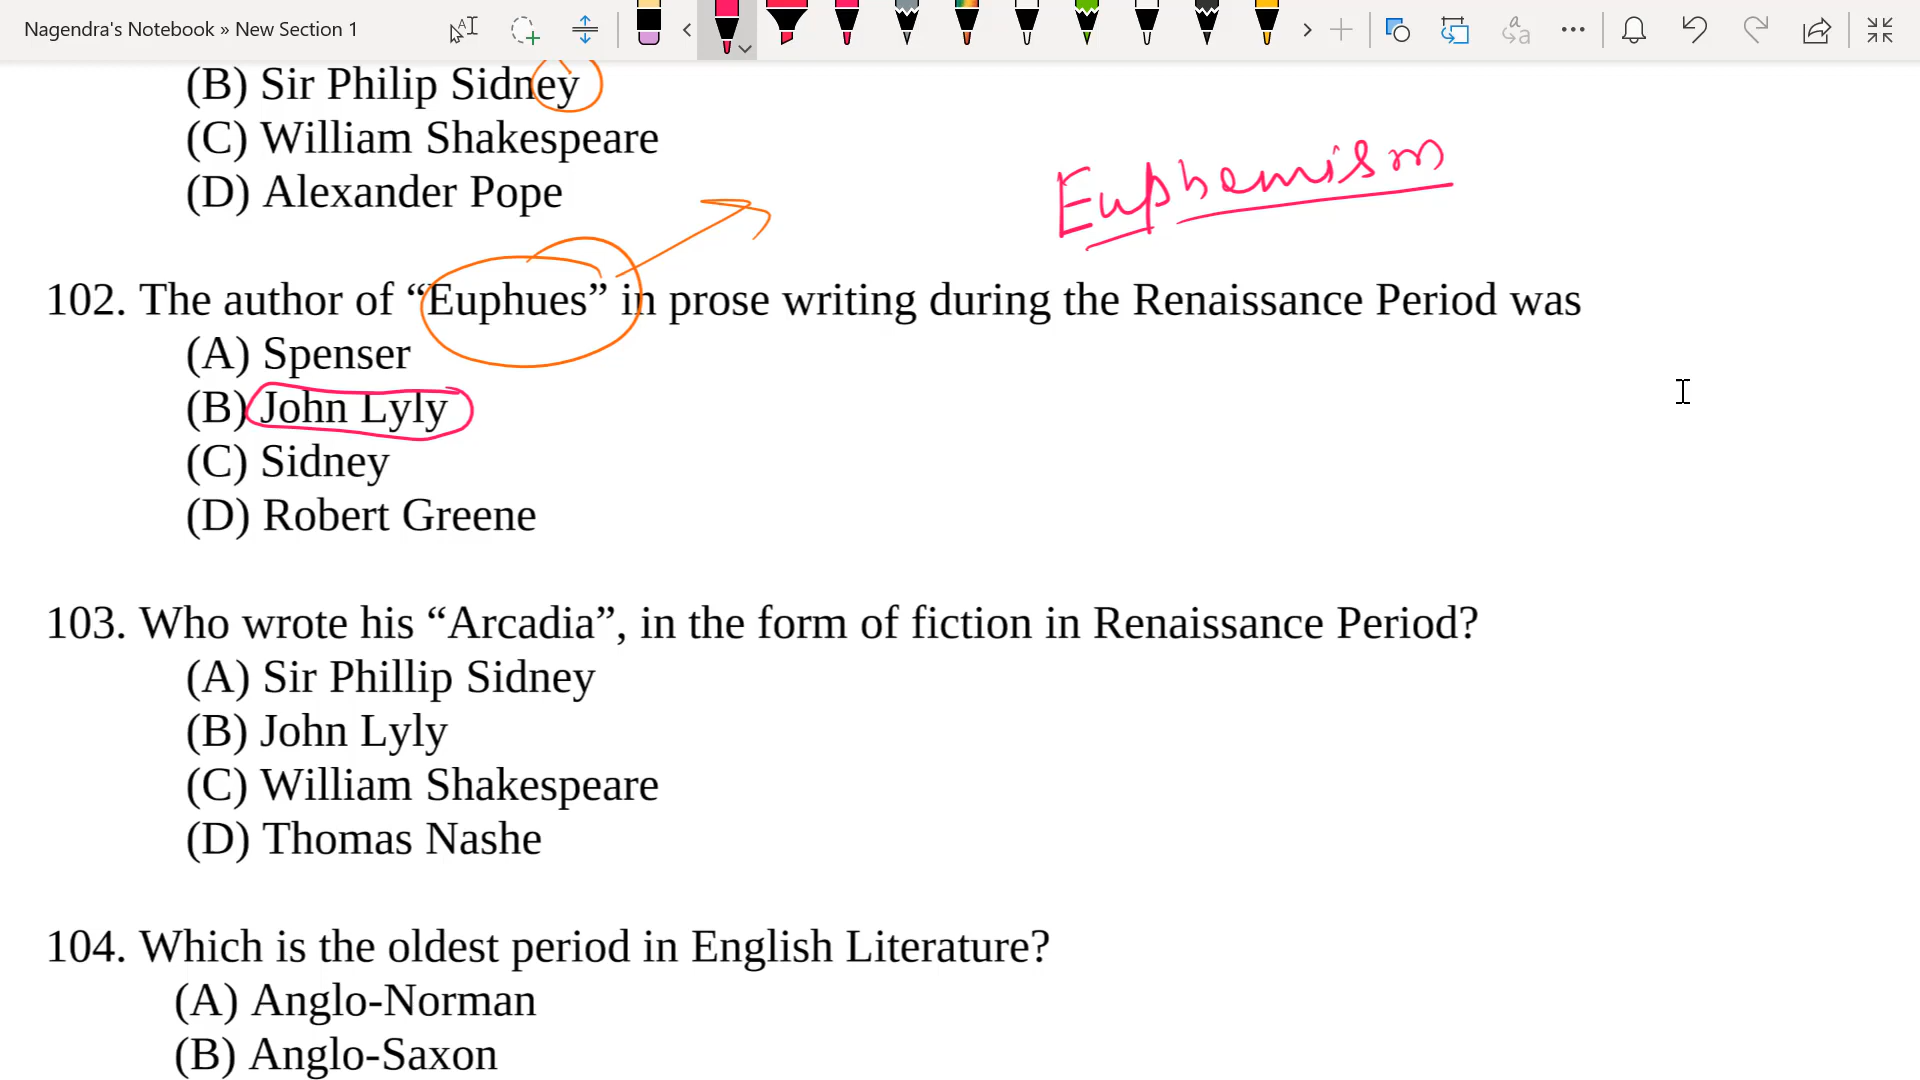 Nagendra's Notebook » New Section 1
(B) Sir Philip Sidney
(C) William Shakespeare
(D) Alexander Pope
Euphemism
102. The author of “Euphues” in prose writing during the Renaissance Period was
(A) Spenser
(B) John Lyly
(C) Sidney
(D) Robert Greene
103. Who wrote his “Arcadia”, in the form of fiction in Renaissance Period?
(A) Sir Phillip Sidney
(B) John Lyly
(C) William Shakespeare
(D) Thomas Nashe
104. Which is the oldest period in English Literature?
(A) Anglo-Norman
(B) Anglo-Saxon